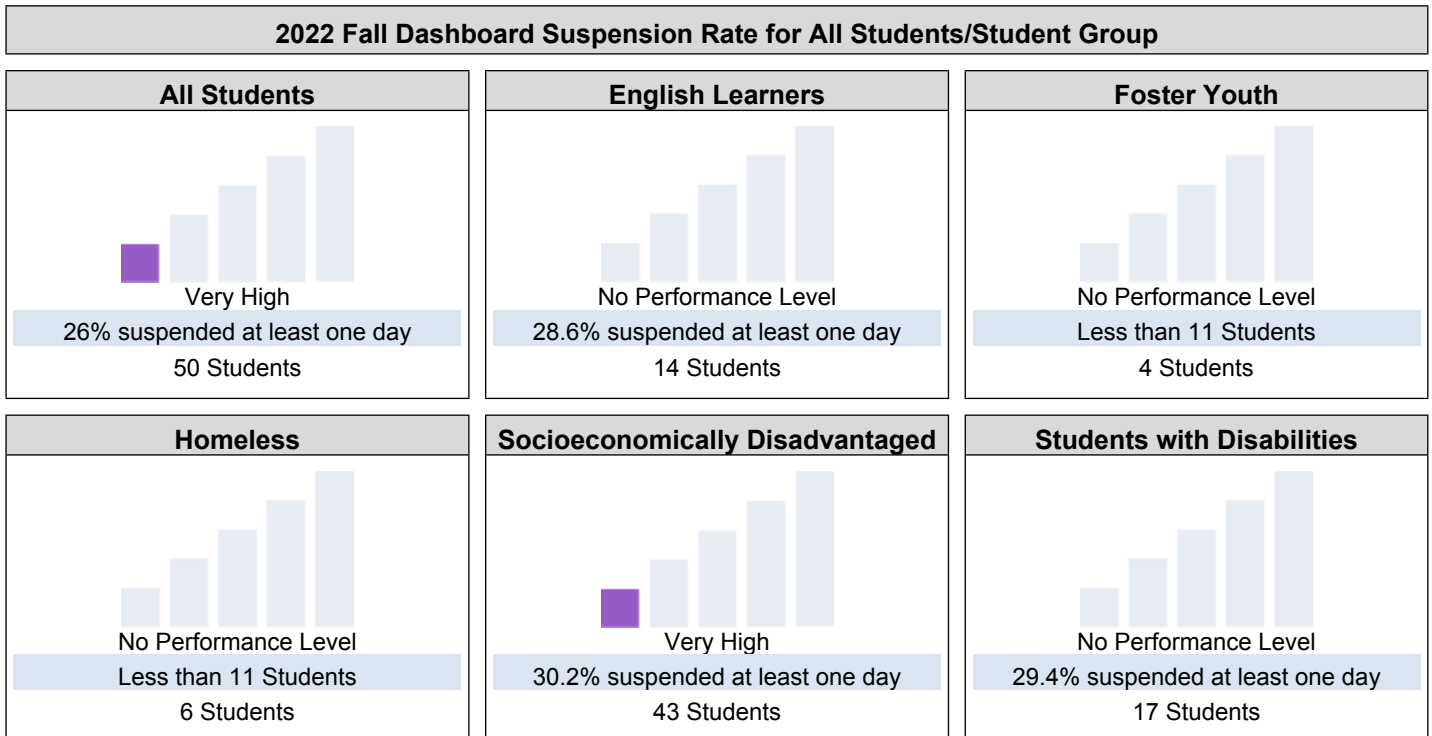 2022 Fall Dashboard Suspension Rate for All Students/Student Group
All Students
Very High
26% suspended at least one day
50 Students
English Learners
No Performance Level
28.6% suspended at least one day
14 Students
Foster Youth
No Performance Level
Less than 11 Students
4 Students
Homeless
No Performance Level
Less than 11 Students
6 Students
Socioeconomically Disadvantaged
Very High
30.2% suspended at least one day
43 Students
Students with Disabilities
No Performance Level
29.4% suspended at least one day
17 Students